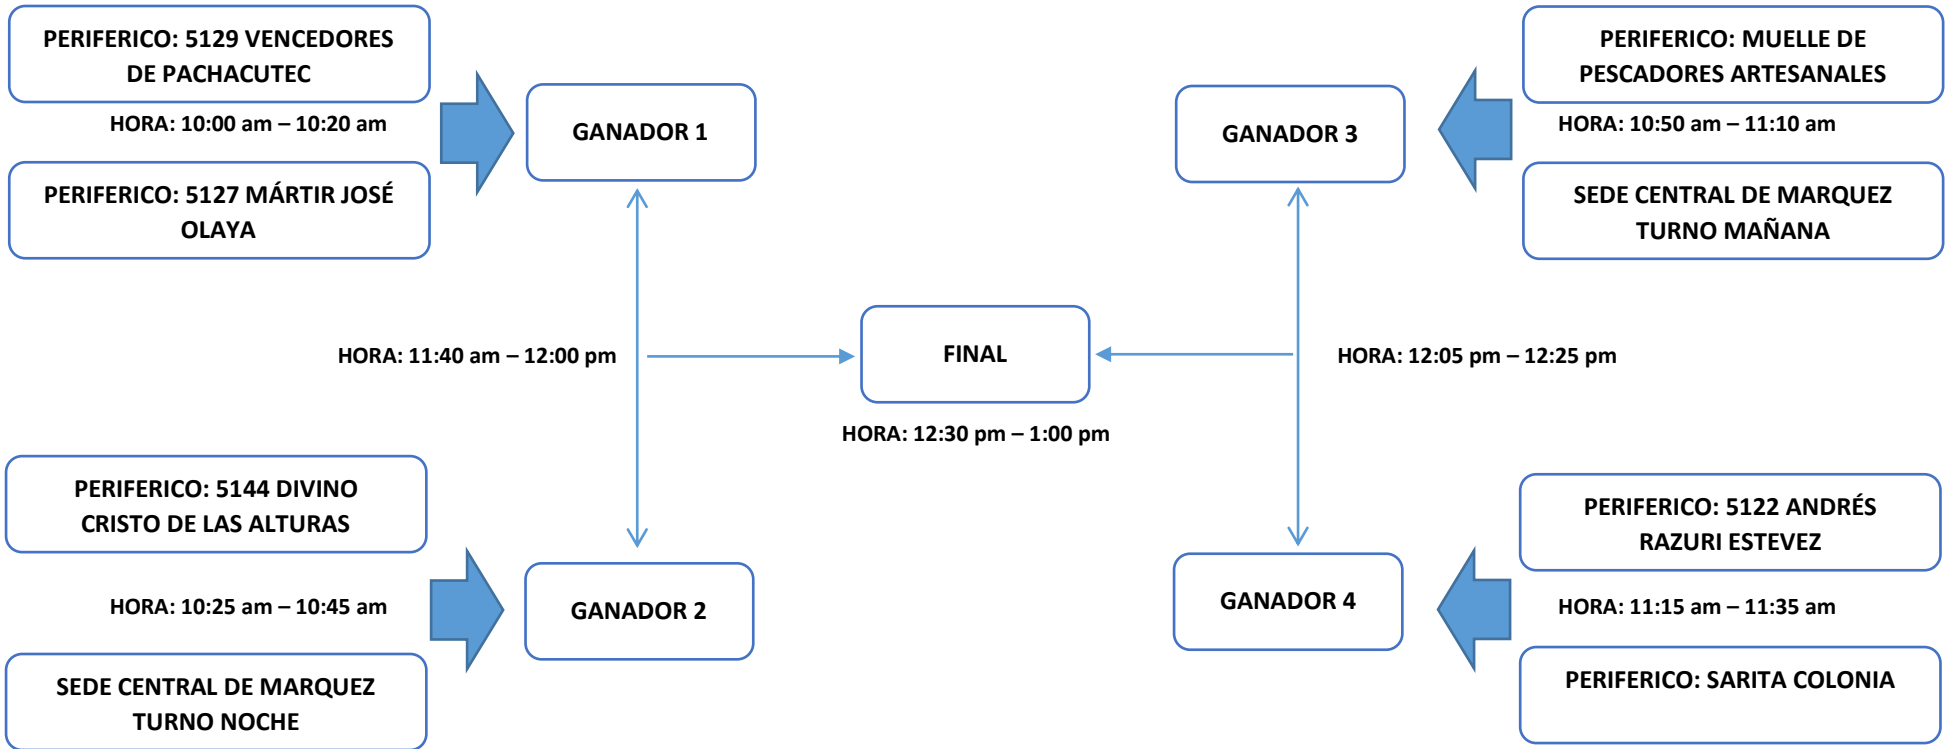 PERIFERICO: 5129 VENCEDORES
DE PACHACUTEC
HORA: 10:00 am – 10:20 am
PERIFERICO: 5127 MÁRTIR JOSÉ
OLAYA
GANADOR 1
GANADOR 3
PERIFERICO: MUELLE DE
PESCADORES ARTESANALES
HORA: 10:50 am – 11:10 am
SEDE CENTRAL DE MARQUEZ
TURNO MAÑANA
HORA: 11:40 am – 12:00 pm
FINAL
HORA: 12:30 pm – 1:00 pm
HORA: 12:05 pm – 12:25 pm
PERIFERICO: 5144 DIVINO
CRISTO DE LAS ALTURAS
HORA: 10:25 am – 10:45 am
SEDE CENTRAL DE MARQUEZ
TURNO NOCHE
GANADOR 2
GANADOR 4
PERIFERICO: 5122 ANDRÉS
RAZURI ESTEVEZ
HORA: 11:15 am – 11:35 am
PERIFERICO: SARITA COLONIA